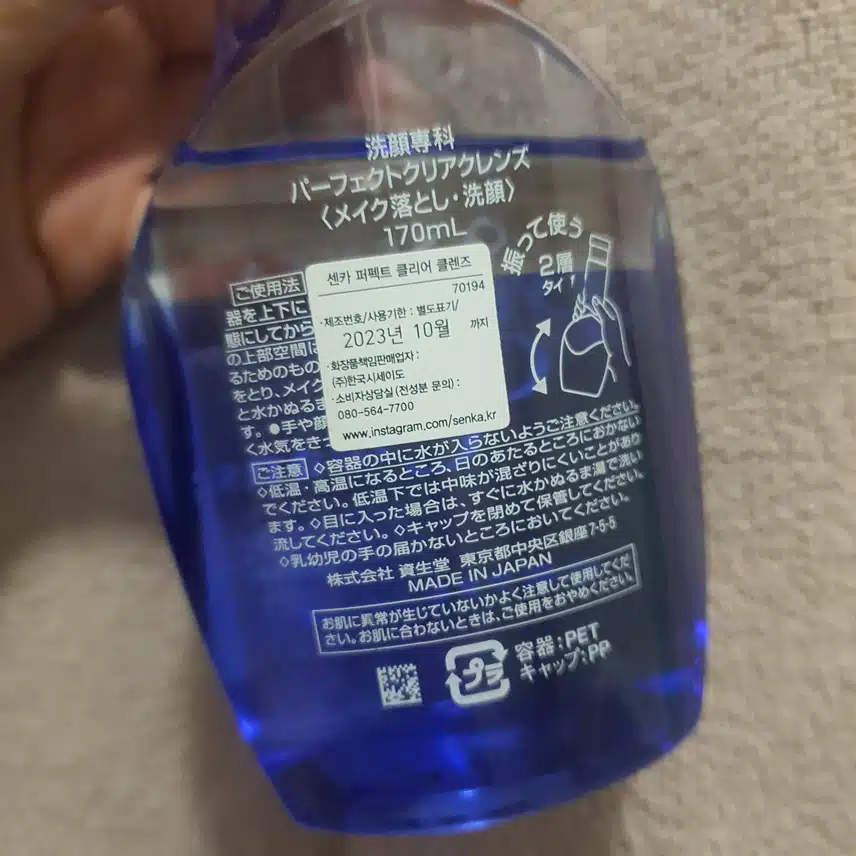 洗顔専科
パーフェクトクリアクレンズ
〈メイク落とし・洗顔〉
170mL
振って使う
2層
タイプ
ご使用法
器を上下に
態にしてから
の上部空間は
るためのもの
をとり、メイク
と水かぬるま
す。●手や顔
く水気をきっ
센카 퍼펙트 클리어 클렌즈
70194
·제조번호/사용기한 : 별도표기/
2023년 10월 까지
·화장품책임판매업자 :
(주)한국시세이도
·소비자상담실(전성분 문의) :
080-564-7700
www.instagram.com/senka.kr
ご注意 ◇容器の中に水が入らないようご注意ください。
◇低温・高温になるところ、日のあたるところにおかない
でください。低温下では中味が混ざりにくいことがあり
ます。◇目に入った場合は、すぐに水かぬるま湯で洗い
流してください。◇キャップを閉めて保管してください。
◇乳幼児の手の届かないところにおいてください。
株式会社 資生堂 東京都中央区銀座7-5-5
MADE IN JAPAN
お肌に異常が生じていないかよく注意して使用してくだ
さい。お肌に合わないときは、ご使用をおやめください。
プラ
容器:PET
キャップ:PP